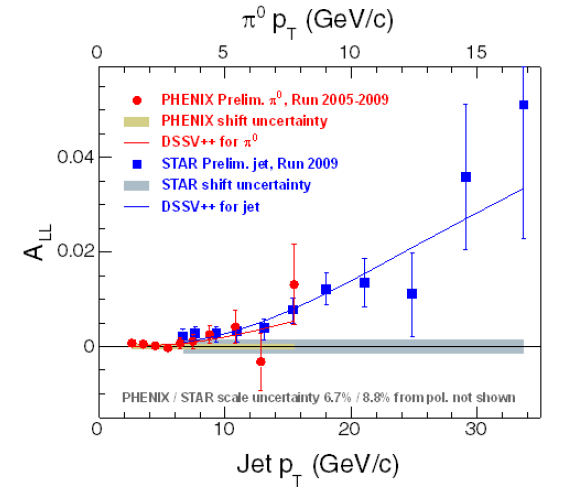 π⁰ p_T (GeV/c)
0 5 10 15
PHENIX Prelim. π⁰, Run 2005-2009
PHENIX shift uncertainty
DSSV++ for π⁰
STAR Prelim. jet, Run 2009
STAR shift uncertainty
DSSV++ for jet
0.04
0.02
0
A_LL
PHENIX / STAR scale uncertainty 6.7% / 8.8% from pol. not shown
0 10 20 30
Jet p_T (GeV/c)